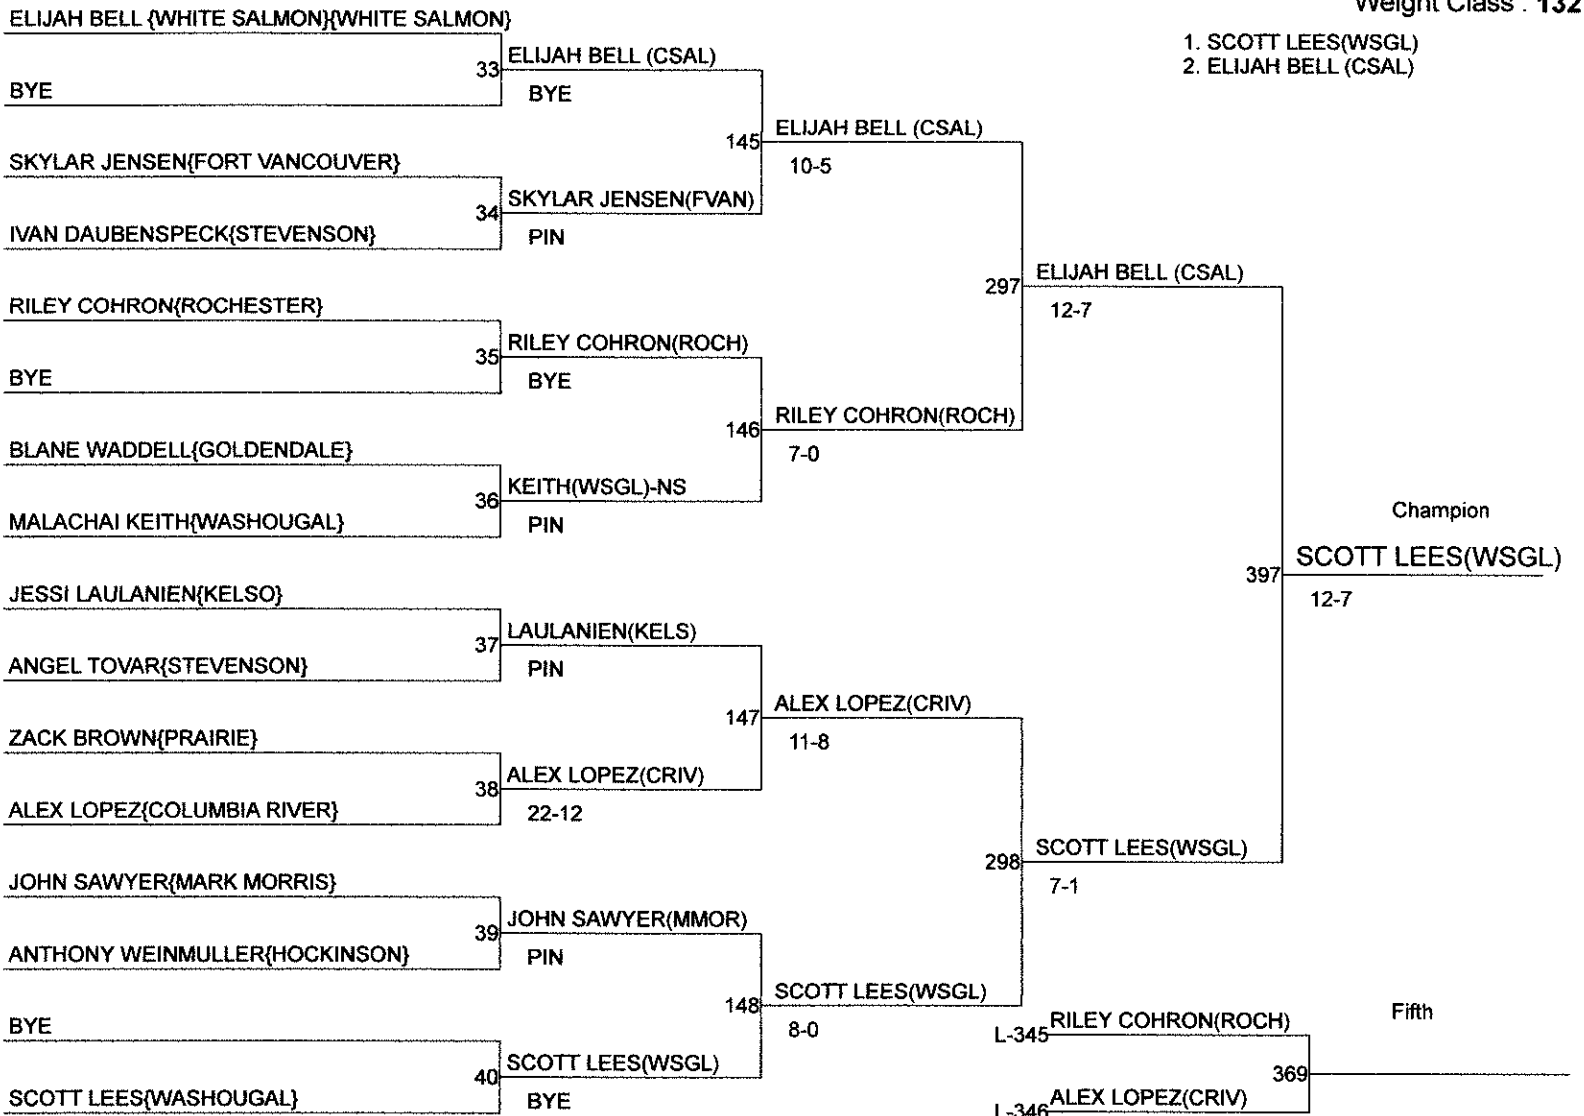 Weight Class : 132
1. SCOTT LEES(WSGL)
2. ELIJAH BELL (CSAL)
ELIJAH BELL {WHITE SALMON}{WHITE SALMON}
33 ELIJAH BELL (CSAL)
BYE
BYE
145 ELIJAH BELL (CSAL)
10-5
SKYLAR JENSEN{FORT VANCOUVER}
34 SKYLAR JENSEN(FVAN)
IVAN DAUBENSPECK{STEVENSON}
PIN
297 ELIJAH BELL (CSAL)
12-7
RILEY COHRON{ROCHESTER}
35 RILEY COHRON(ROCH)
BYE
BYE
146 RILEY COHRON(ROCH)
7-0
BLANE WADDELL{GOLDENDALE}
36 KEITH(WSGL)-NS
MALACHAI KEITH{WASHOUGAL}
PIN
Champion
397 SCOTT LEES(WSGL)
12-7
JESSI LAULANIEN{KELSO}
37 LAULANIEN(KELS)
ANGEL TOVAR{STEVENSON}
PIN
147 ALEX LOPEZ(CRIV)
11-8
ZACK BROWN{PRAIRIE}
38 ALEX LOPEZ(CRIV)
ALEX LOPEZ{COLUMBIA RIVER}
22-12
298 SCOTT LEES(WSGL)
7-1
JOHN SAWYER{MARK MORRIS}
39 JOHN SAWYER(MMOR)
ANTHONY WEINMULLER{HOCKINSON}
PIN
148 SCOTT LEES(WSGL)
8-0
BYE
40 SCOTT LEES(WSGL)
SCOTT LEES{WASHOUGAL}
BYE
Fifth
L-345 RILEY COHRON(ROCH)
369
L-346 ALEX LOPEZ(CRIV)